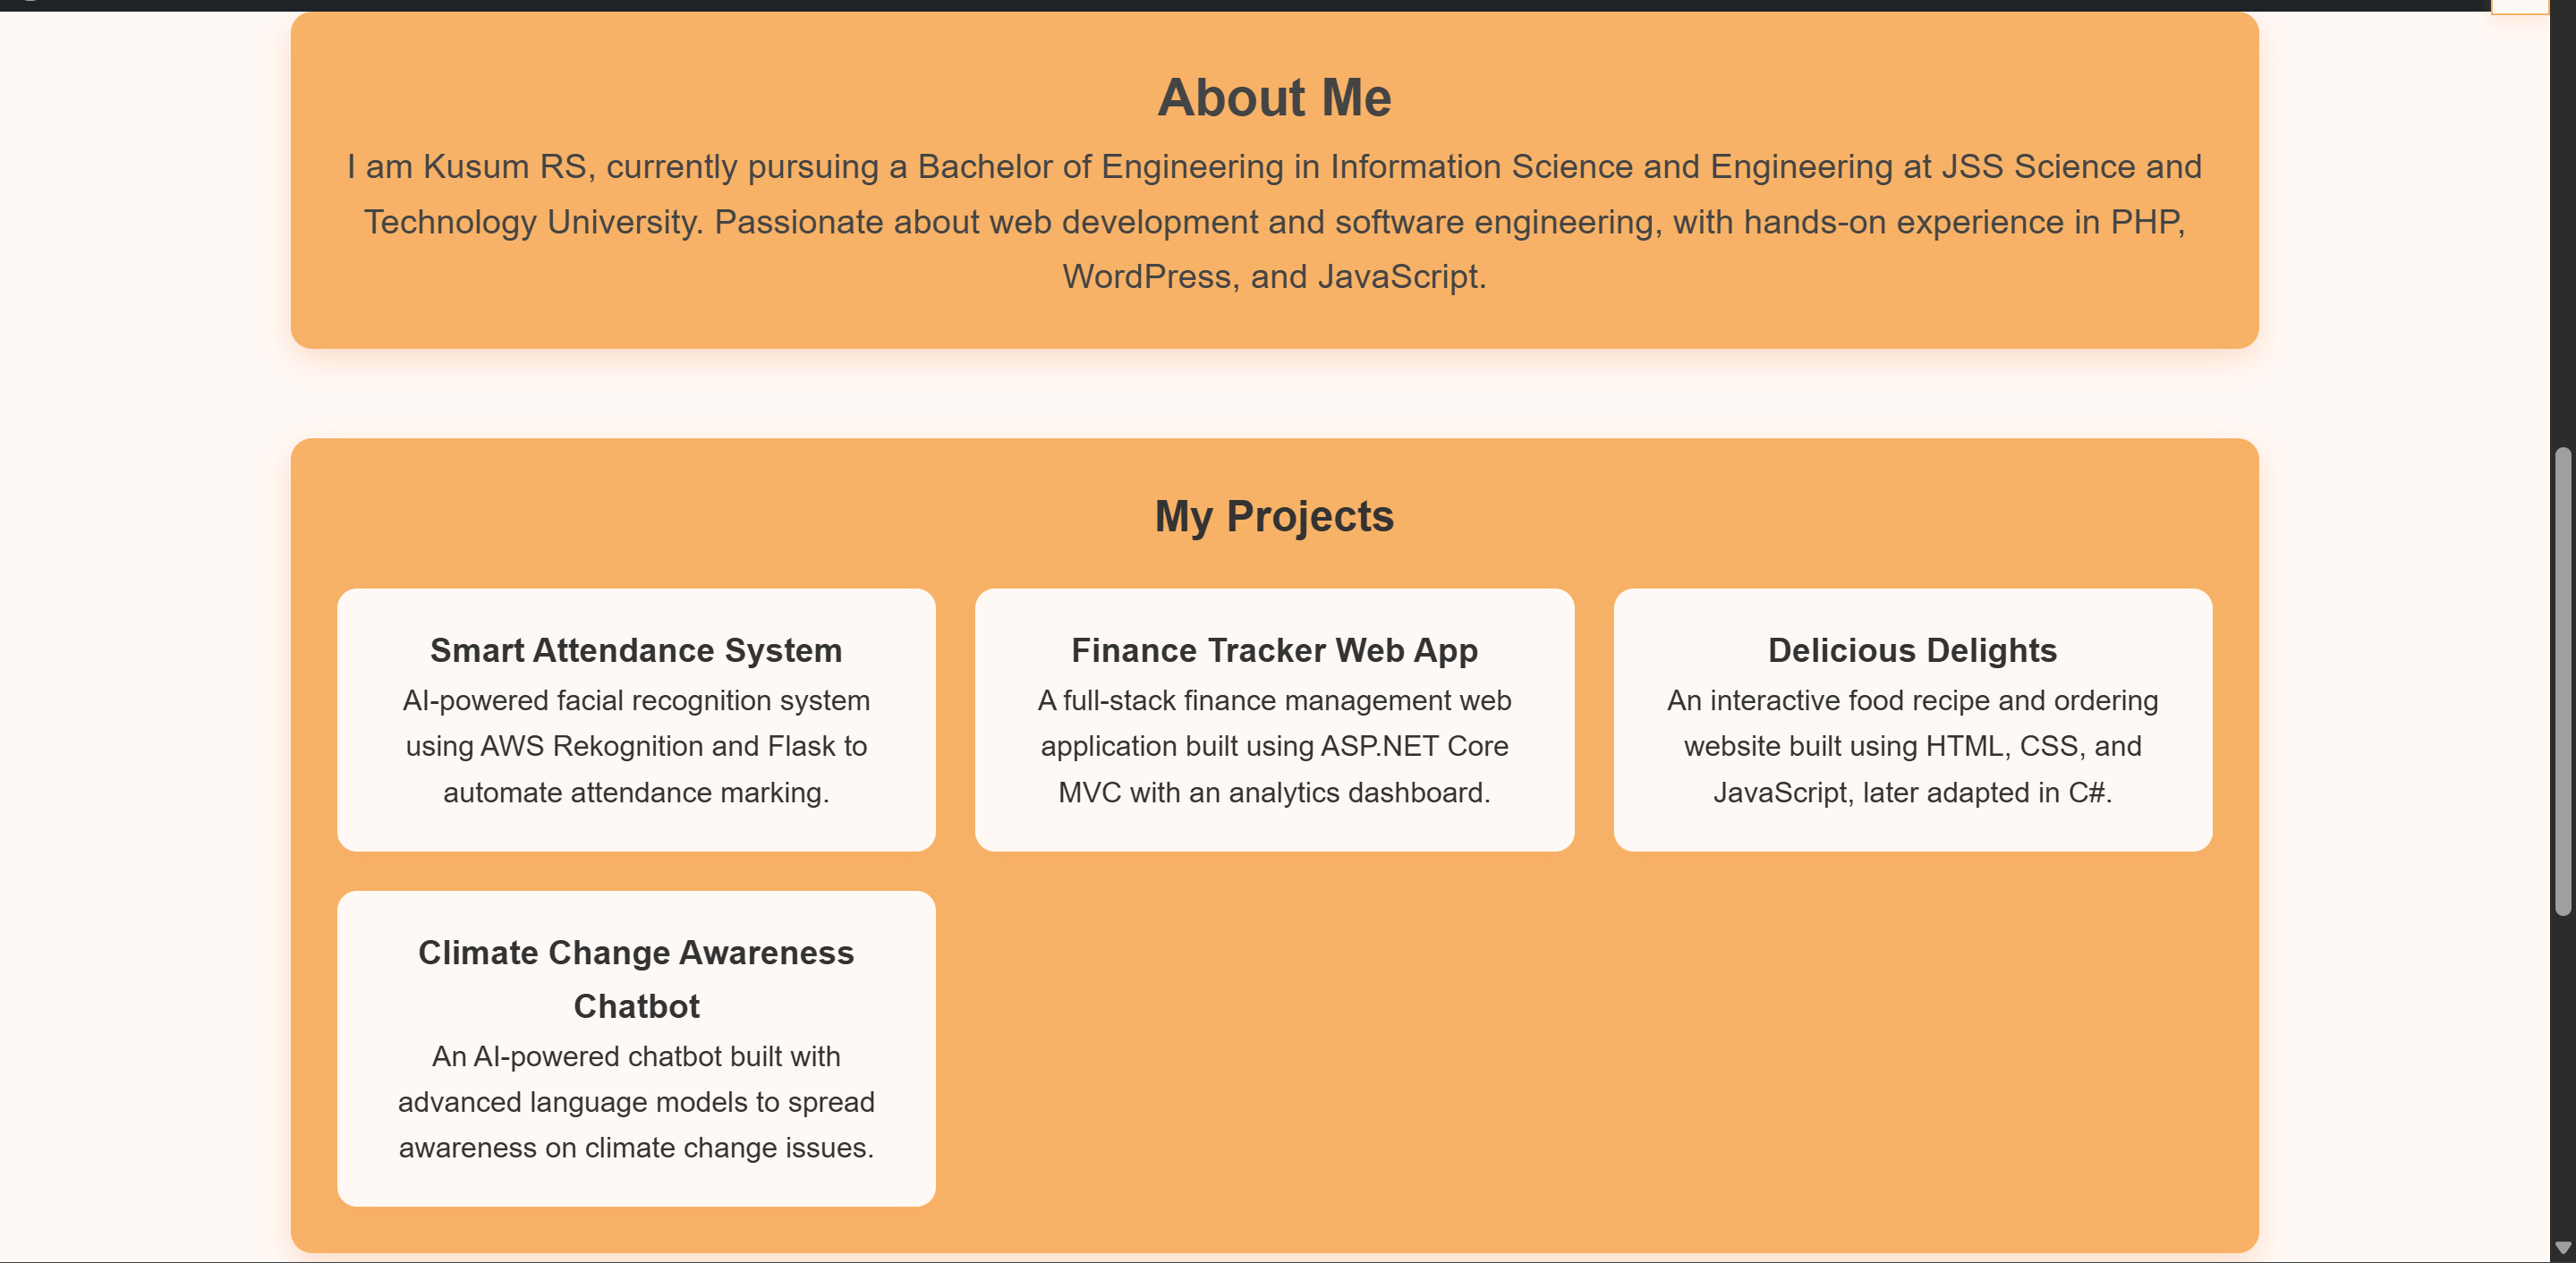 About Me
I am Kusum RS, currently pursuing a Bachelor of Engineering in Information Science and Engineering at JSS Science and
Technology University. Passionate about web development and software engineering, with hands-on experience in PHP,
WordPress, and JavaScript.
My Projects
Smart Attendance System
AI-powered facial recognition system
using AWS Rekognition and Flask to
automate attendance marking.
Finance Tracker Web App
A full-stack finance management web
application built using ASP.NET Core
MVC with an analytics dashboard.
Delicious Delights
An interactive food recipe and ordering
website built using HTML, CSS, and
JavaScript, later adapted in C#.
Climate Change Awareness
Chatbot
An AI-powered chatbot built with
advanced language models to spread
awareness on climate change issues.